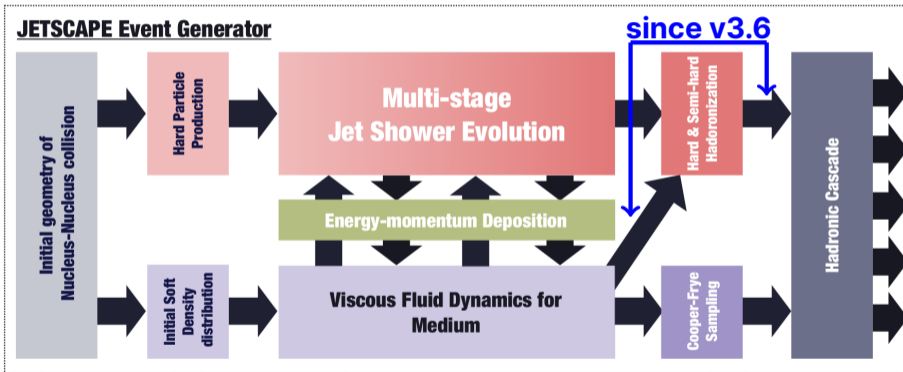 JETSCAPE Event Generator
since v3.6
Initial geometry of
Nucleus-Nucleus collision
Hard Particle
Production
Multi-stage
Jet Shower Evolution
Hard & Semi-hard
Hadoronization
Hadronic Cascade
Energy-momentum Deposition
Initial Soft
Density
distribution
Viscous Fluid Dynamics for
Medium
Cooper-Frye
Sampling